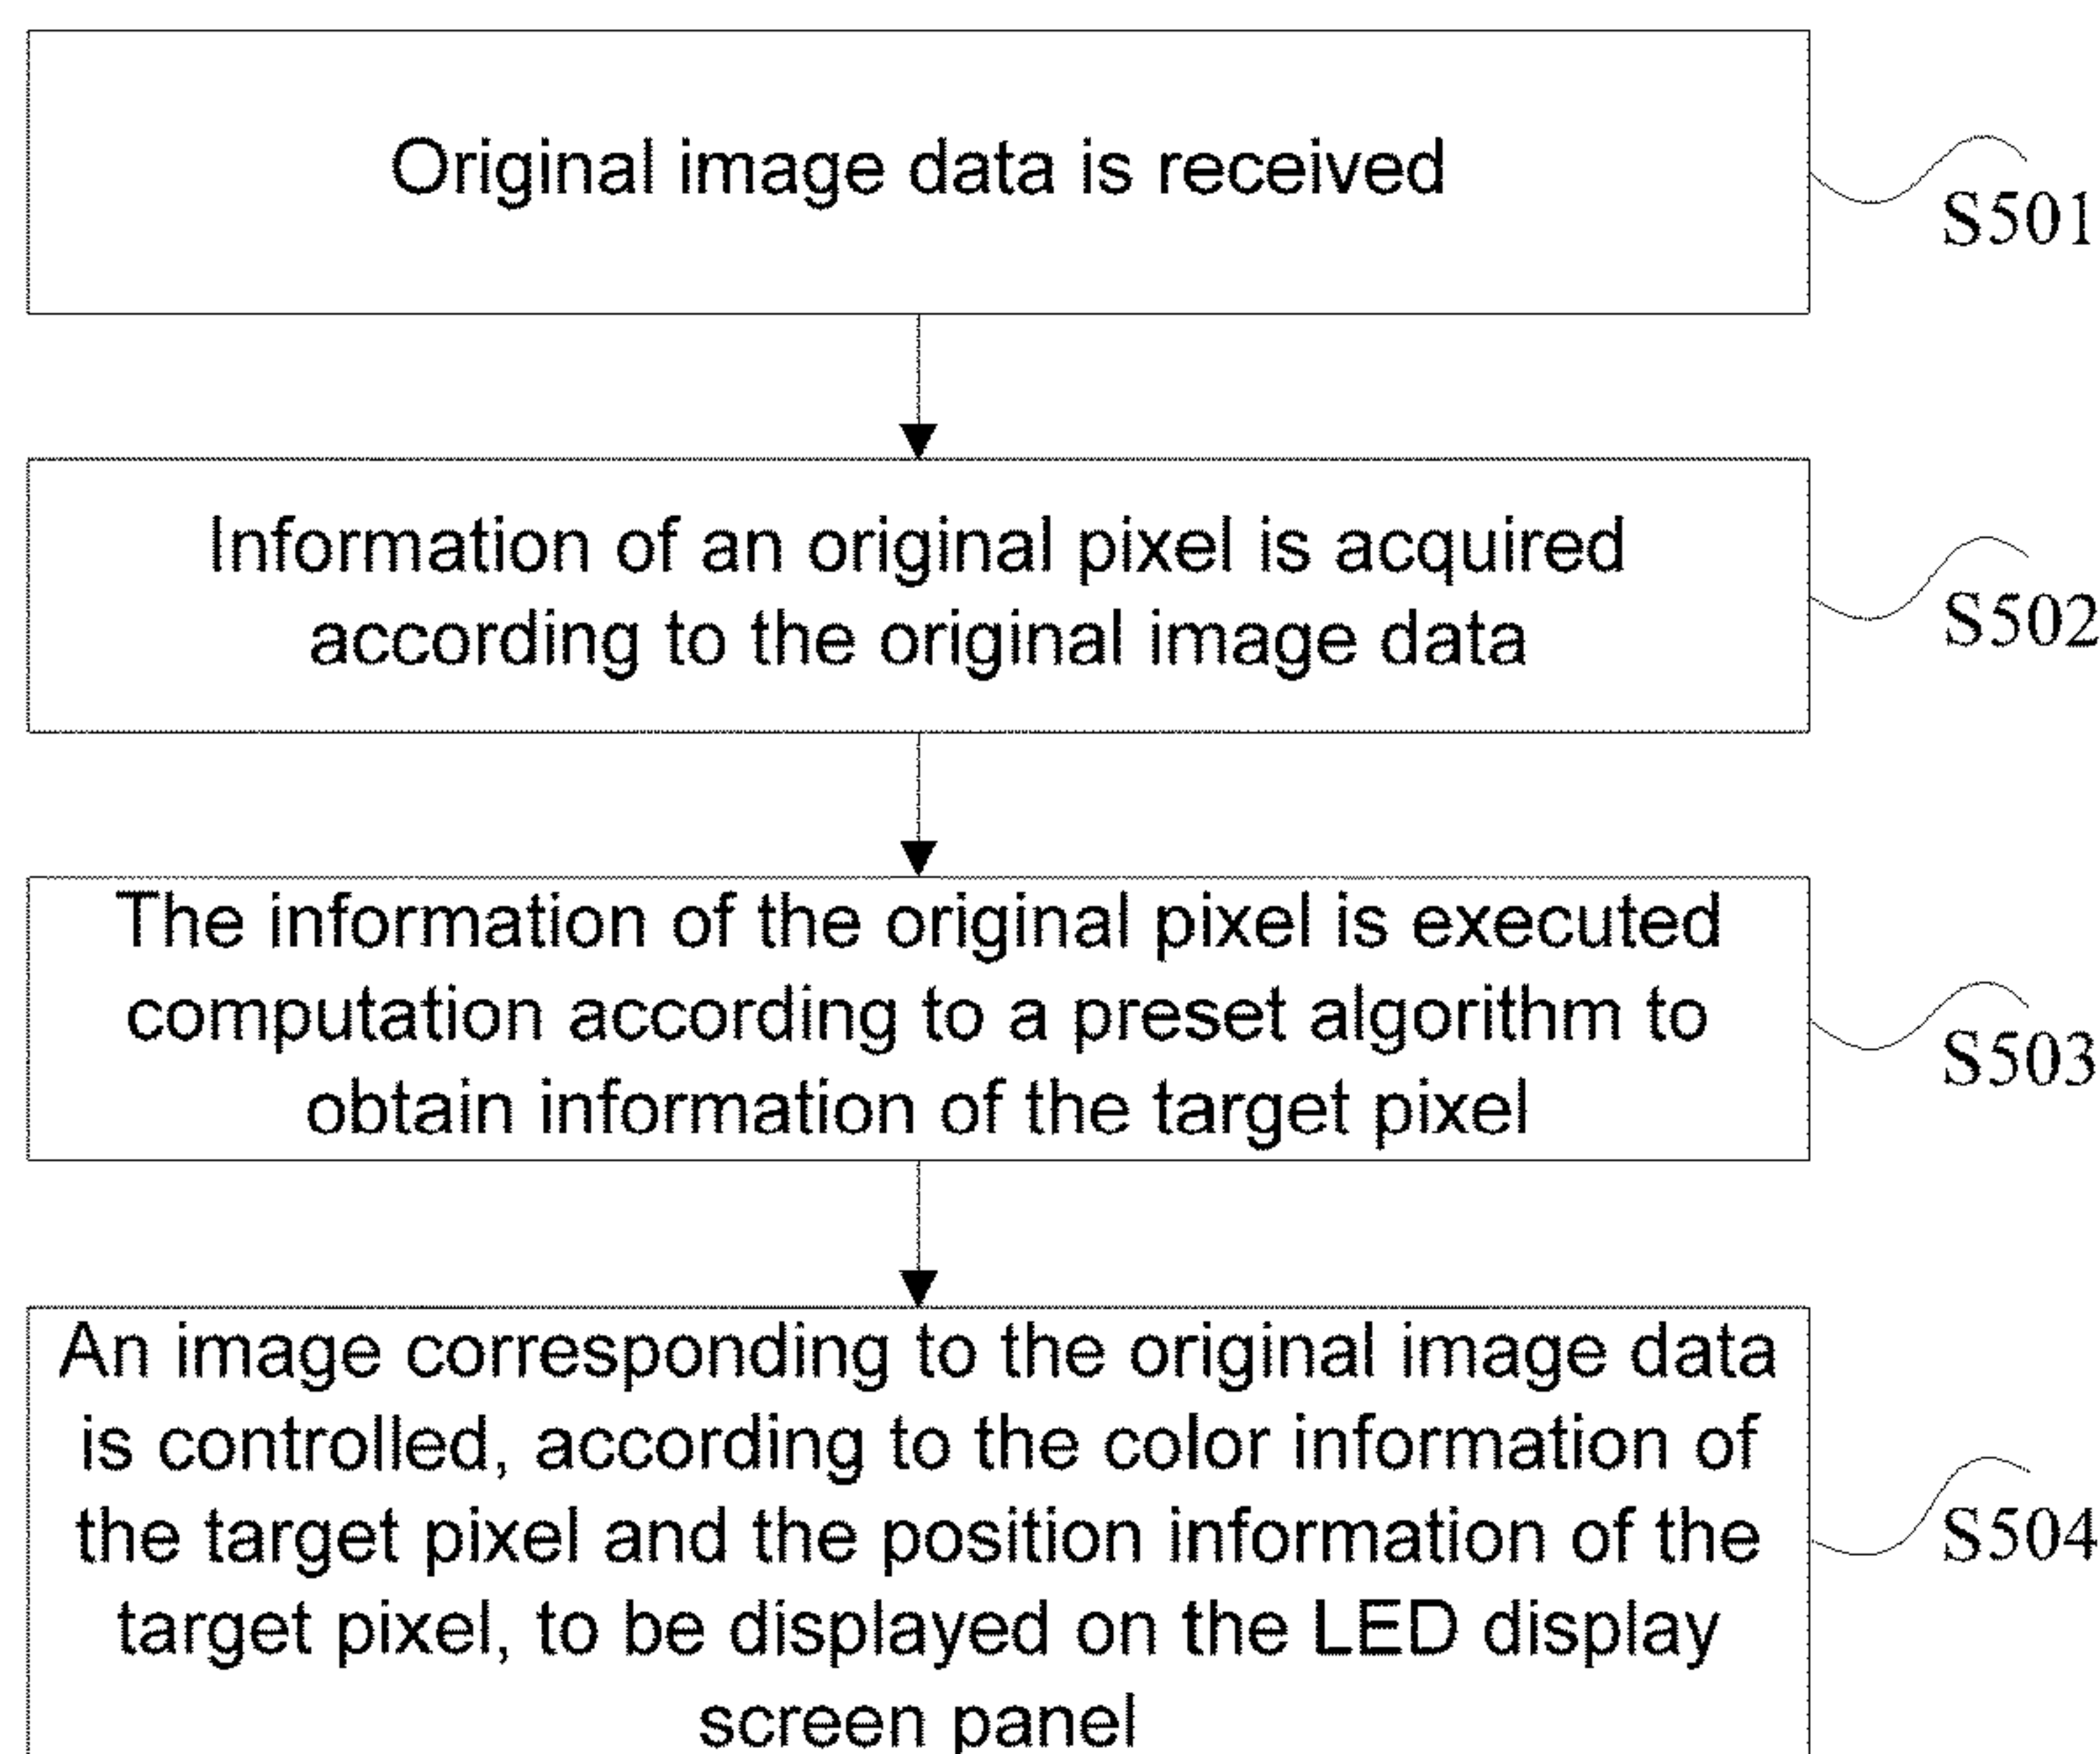 Original image data is received
S501
Information of an original pixel is acquired
according to the original image data
S502
The information of the original pixel is executed
computation according to a preset algorithm to
obtain information of the target pixel
S503
An image corresponding to the original image data
is controlled, according to the color information of
the target pixel and the position information of the
target pixel, to be displayed on the LED display
screen panel
S504